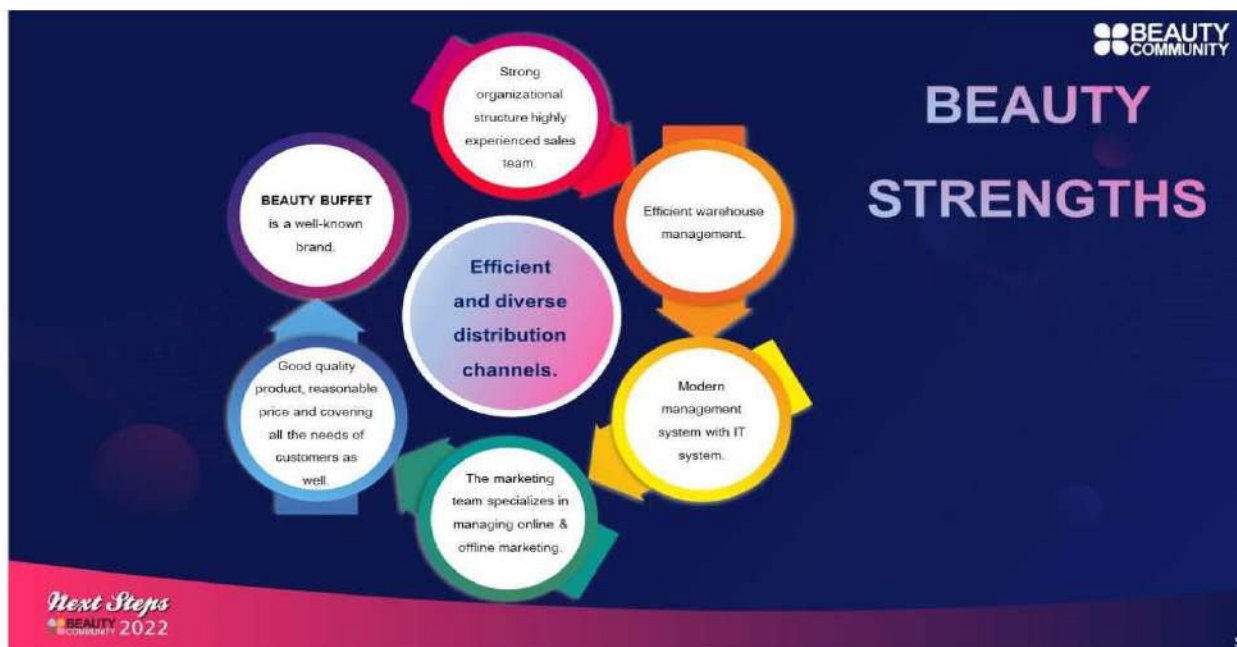 BEAUTY
COMMUNITY
BEAUTY
STRENGTHS
Strong
organizational
structure highly
experienced sales
team.
Efficient warehouse
management.
Modern
management
system with IT
system.
The marketing
team specializes in
managing online &
offline marketing.
Good quality
product, reasonable
price and covering
all the needs of
customers as
well.
BEAUTY BUFFET
is a well-known
brand.
Efficient
and diverse
distribution
channels.
Next Steps
BEAUTY
COMMUNITY 2022